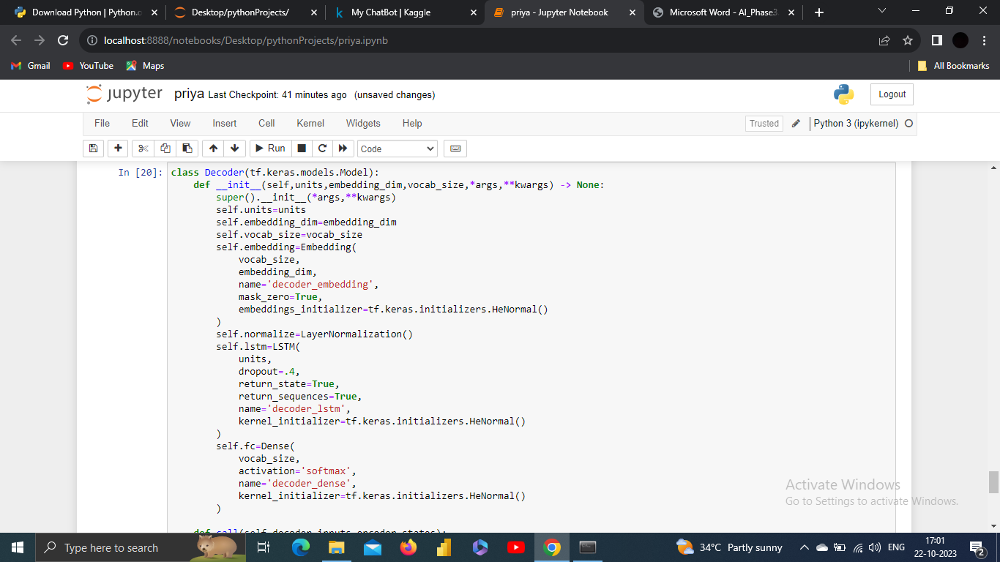 Download Python | Python.o
Desktop/pythonProjects/
My ChatBot | Kaggle
priya - Jupyter Notebook
Microsoft Word - AI_Phase3
localhost:8888/notebooks/Desktop/pythonProjects/priya.ipynb
Gmail
YouTube
Maps
All Bookmarks
jupyter priya Last Checkpoint: 41 minutes ago (unsaved changes)
Logout
File Edit View Insert Cell Kernel Widgets Help
Trusted
Python 3 (ipykernel)
Run
Code
In [20]: class Decoder(tf.keras.models.Model):
def __init__(self,units,embedding_dim,vocab_size,*args,**kwargs) -> None:
super().__init__(*args,**kwargs)
self.units=units
self.embedding_dim=embedding_dim
self.vocab_size=vocab_size
self.embedding=Embedding(
vocab_size,
embedding_dim,
name='decoder_embedding',
mask_zero=True,
embeddings_initializer=tf.keras.initializers.HeNormal()
)
self.normalize=LayerNormalization()
self.lstm=LSTM(
units,
dropout=.4,
return_state=True,
return_sequences=True,
name='decoder_lstm',
kernel_initializer=tf.keras.initializers.HeNormal()
)
self.fc=Dense(
vocab_size,
activation='softmax',
name='decoder_dense',
kernel_initializer=tf.keras.initializers.HeNormal()
)
def call(self,decoder_inputs,encoder_states):
Activate Windows
Go to Settings to activate Windows.
Type here to search
34°C Partly sunny
ENG
17:01
22-10-2023
2